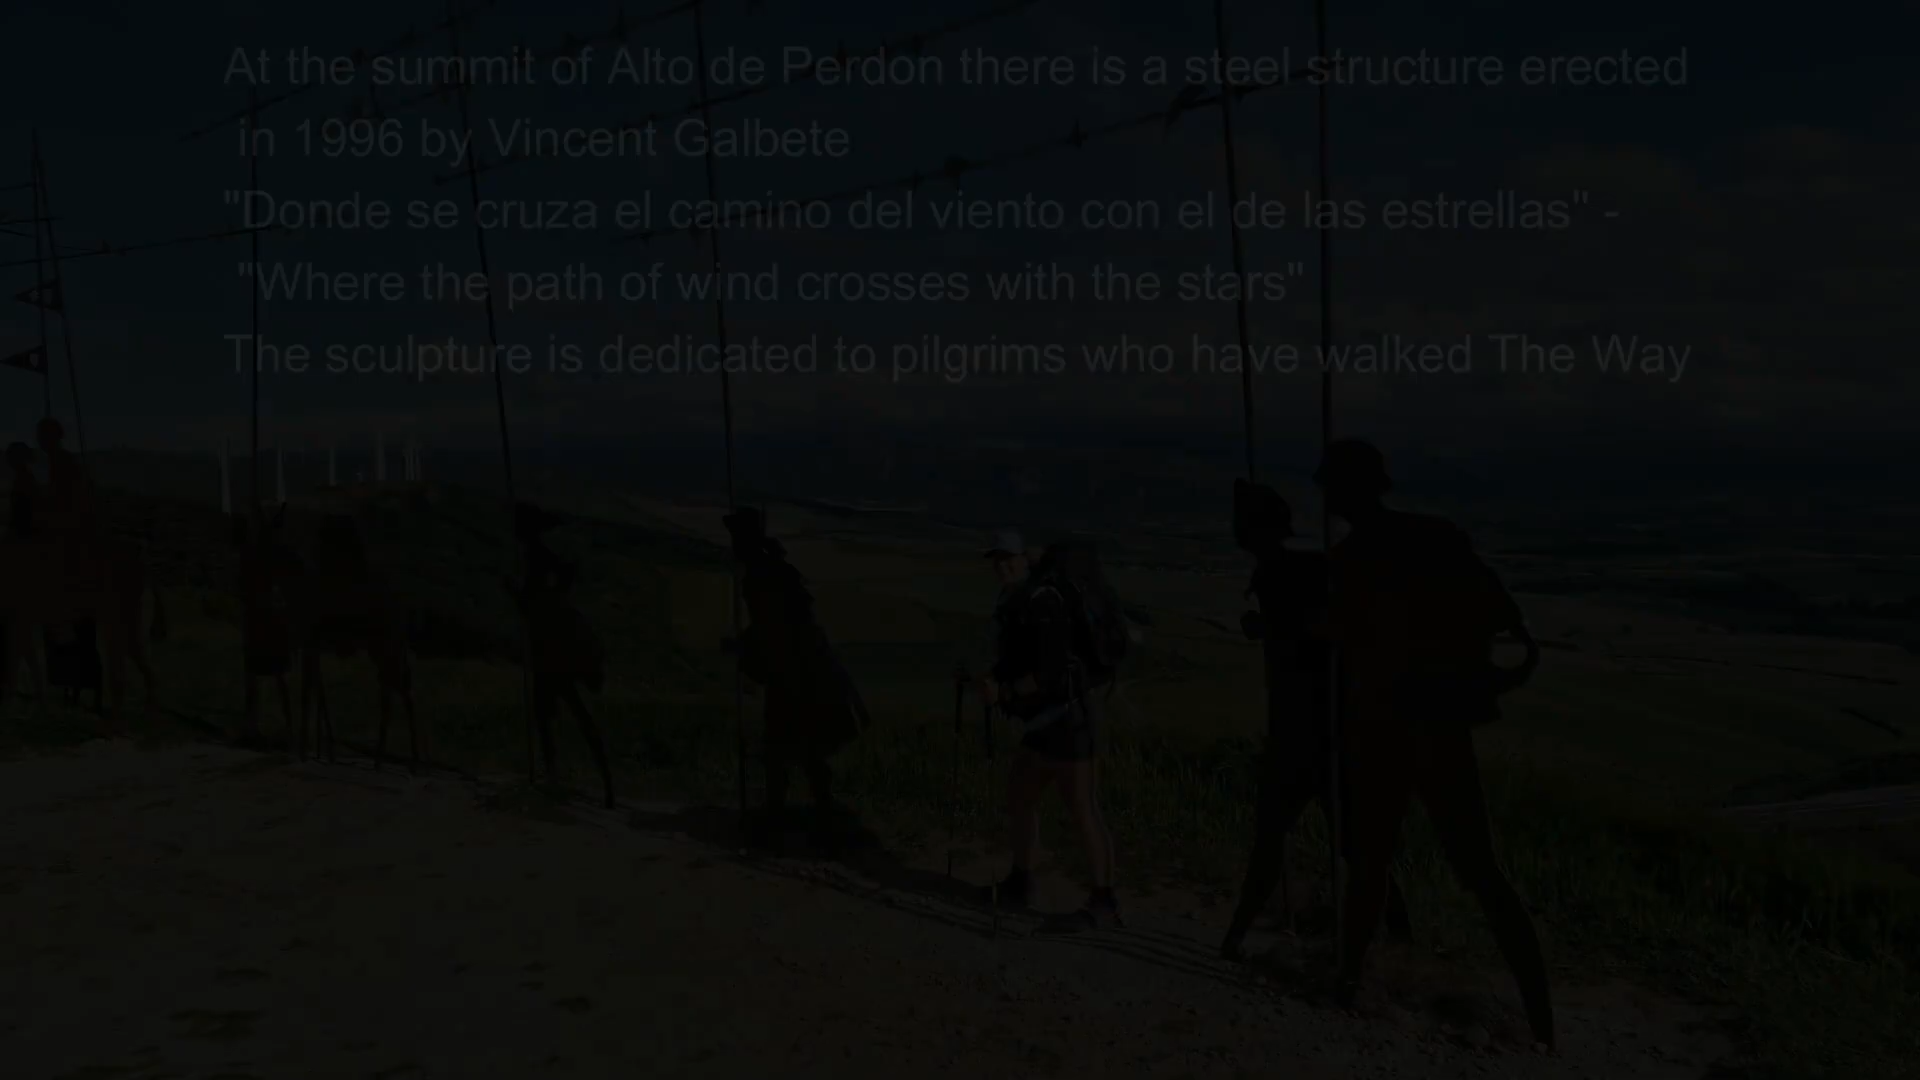 At the summit of Alto de Perdon there is a steel structure erected
in 1996 by Vincent Galbete
"Donde se cruza el camino del viento con el de las estrellas" -
"Where the path of wind crosses with the stars"
The sculpture is dedicated to pilgrims who have walked The Way